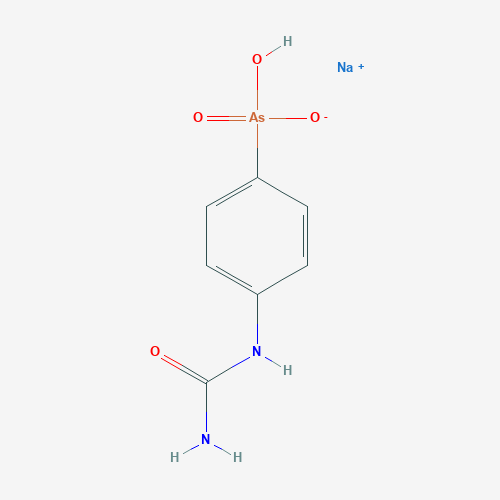 H
O
Na +
O As O -
O N
H
N
H H